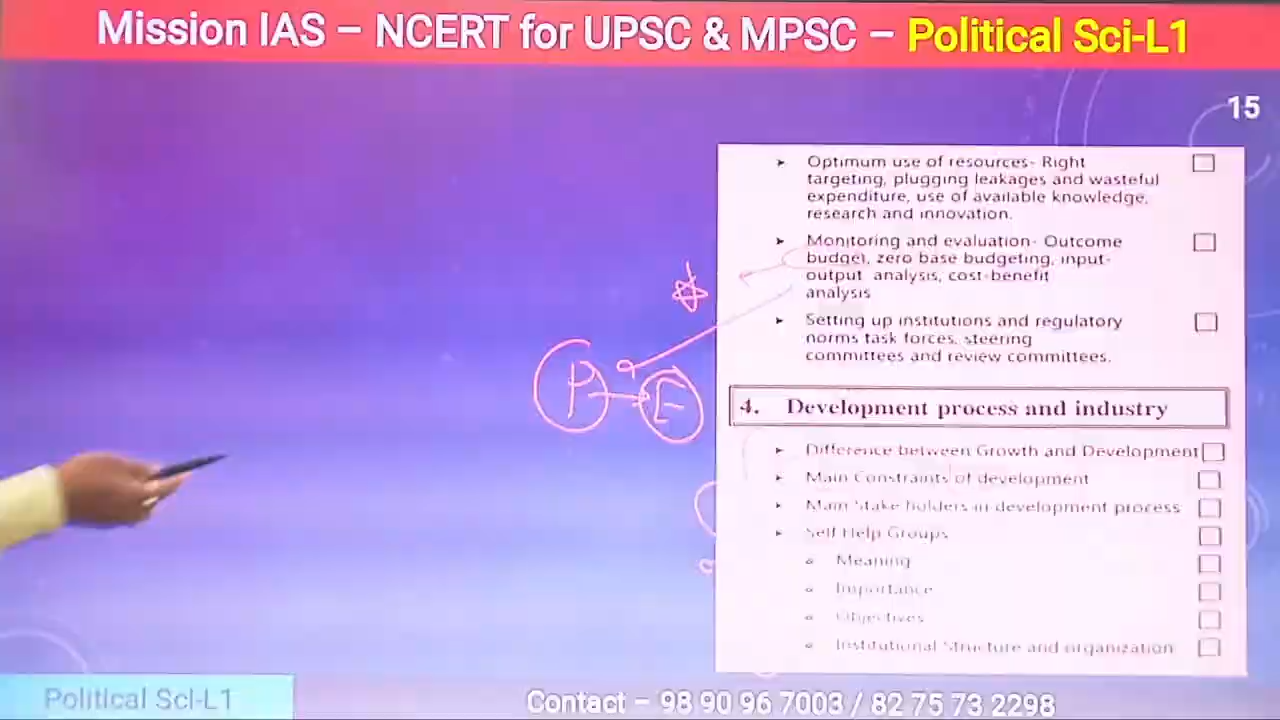 Mission IAS – NCERT for UPSC & MPSC – Political Sci-L1
15
➤ Optimum use of resources- Right
targeting, plugging leakages and wasteful
expenditure, use of available knowledge,
research and innovation.
➤ Monitoring and evaluation- Outcome
budget, zero base budgeting, input-
output analysis, cost-benefit
analysis
➤ Setting up institutions and regulatory
norms task forces, steering
committees and review committees.
P E
4. Development process and industry
➤ Difference between Growth and Development
➤ Main Constraints of development
➤ Main Stake holders in development process
➤ Self Help Groups
Meaning
Importance
Objectives
Institutional Structure and organization
Political Sci-L1
Contact – 98 90 96 7003 / 82 75 73 2298